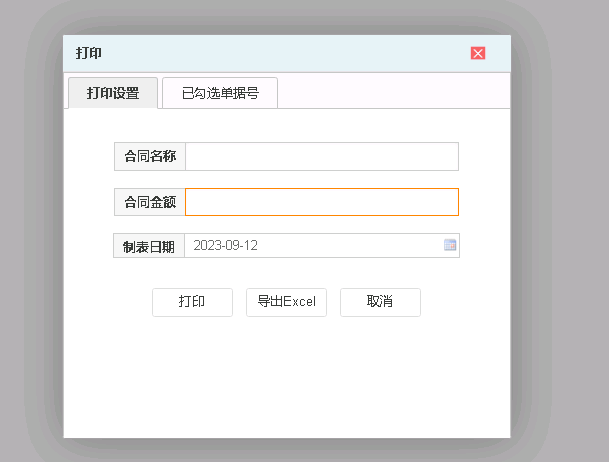 打印
打印设置 已勾选单据号
合同名称
合同金额
制表日期 2023-09-12
打印 导出Excel 取消